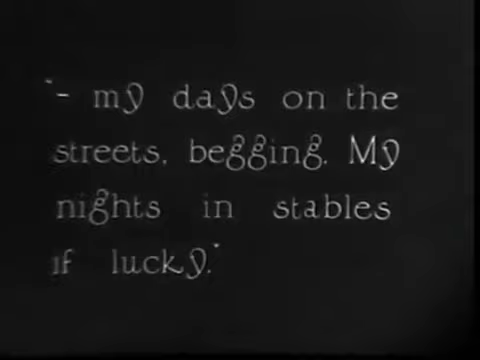 "- my days on the
streets, begging. My
nights in stables
if lucky."